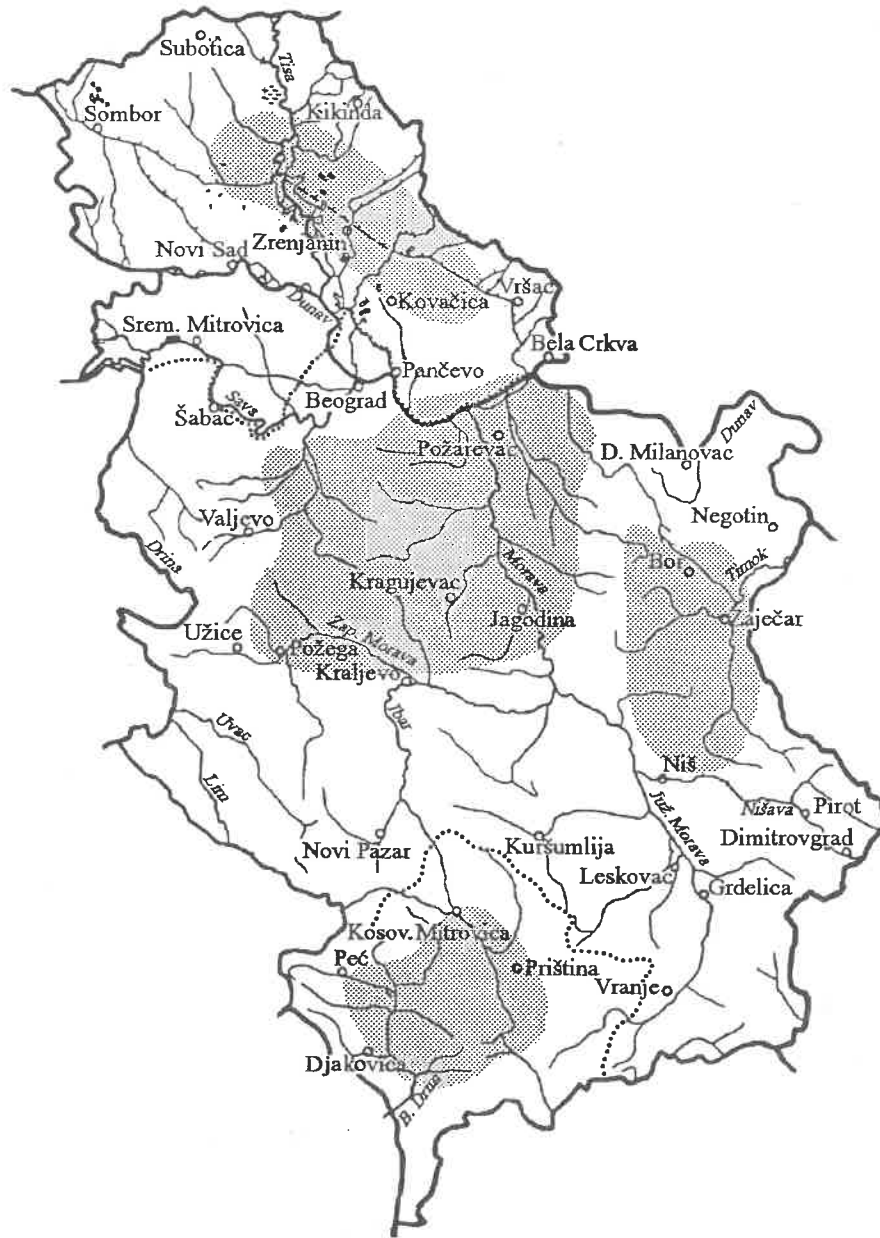 Subotica
Tisa
Sombor
Kikinda
Novi Sad
Zrenjanin
Dunav
Kovačica
Vršac
Srem. Mitrovica
Bela Crkva
Pančevo
Beograd
Šabac
Sava
Požarevac
D. Milanovac
Dunav
Negotin
Valjevo
Drina
Bor
Timok
Kragujevac
Morava
Jagodina
Zaječar
Užice
Požega
Zap. Morava
Kraljevo
Ibar
Uvac
Lim
Niš
Nišava
Pirot
Juž. Morava
Dimitrovgrad
Novi Pazar
Kuršumlija
Leskovac
Grdelica
Kosov. Mitrovica
Peć
Priština
Vranje
Djakovica
B. Drim